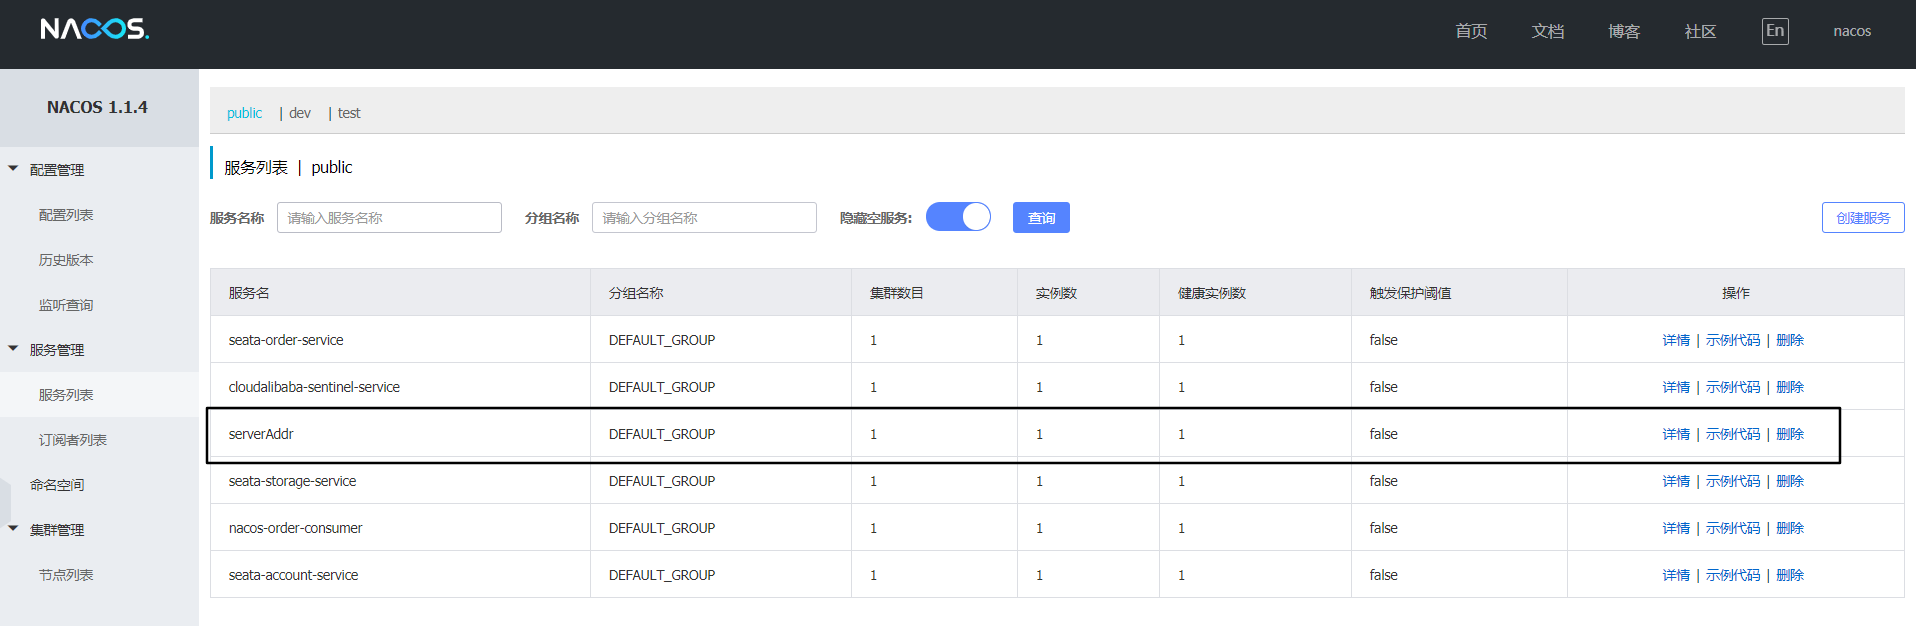 NACOS.
首页 文档 博客 社区 En nacos
NACOS 1.1.4
配置管理
配置列表
历史版本
监听查询
服务管理
服务列表
订阅者列表
命名空间
集群管理
节点列表
public | dev | test
服务列表 | public
服务名称 请输入服务名称 分组名称 请输入分组名称 隐藏空服务: 查询 创建服务
服务名 分组名称 集群数目 实例数 健康实例数 触发保护阈值 操作
seata-order-service DEFAULT_GROUP 1 1 1 false 详情 | 示例代码 | 删除
cloudalibaba-sentinel-service DEFAULT_GROUP 1 1 1 false 详情 | 示例代码 | 删除
serverAddr DEFAULT_GROUP 1 1 1 false 详情 | 示例代码 | 删除
seata-storage-service DEFAULT_GROUP 1 1 1 false 详情 | 示例代码 | 删除
nacos-order-consumer DEFAULT_GROUP 1 1 1 false 详情 | 示例代码 | 删除
seata-account-service DEFAULT_GROUP 1 1 1 false 详情 | 示例代码 | 删除